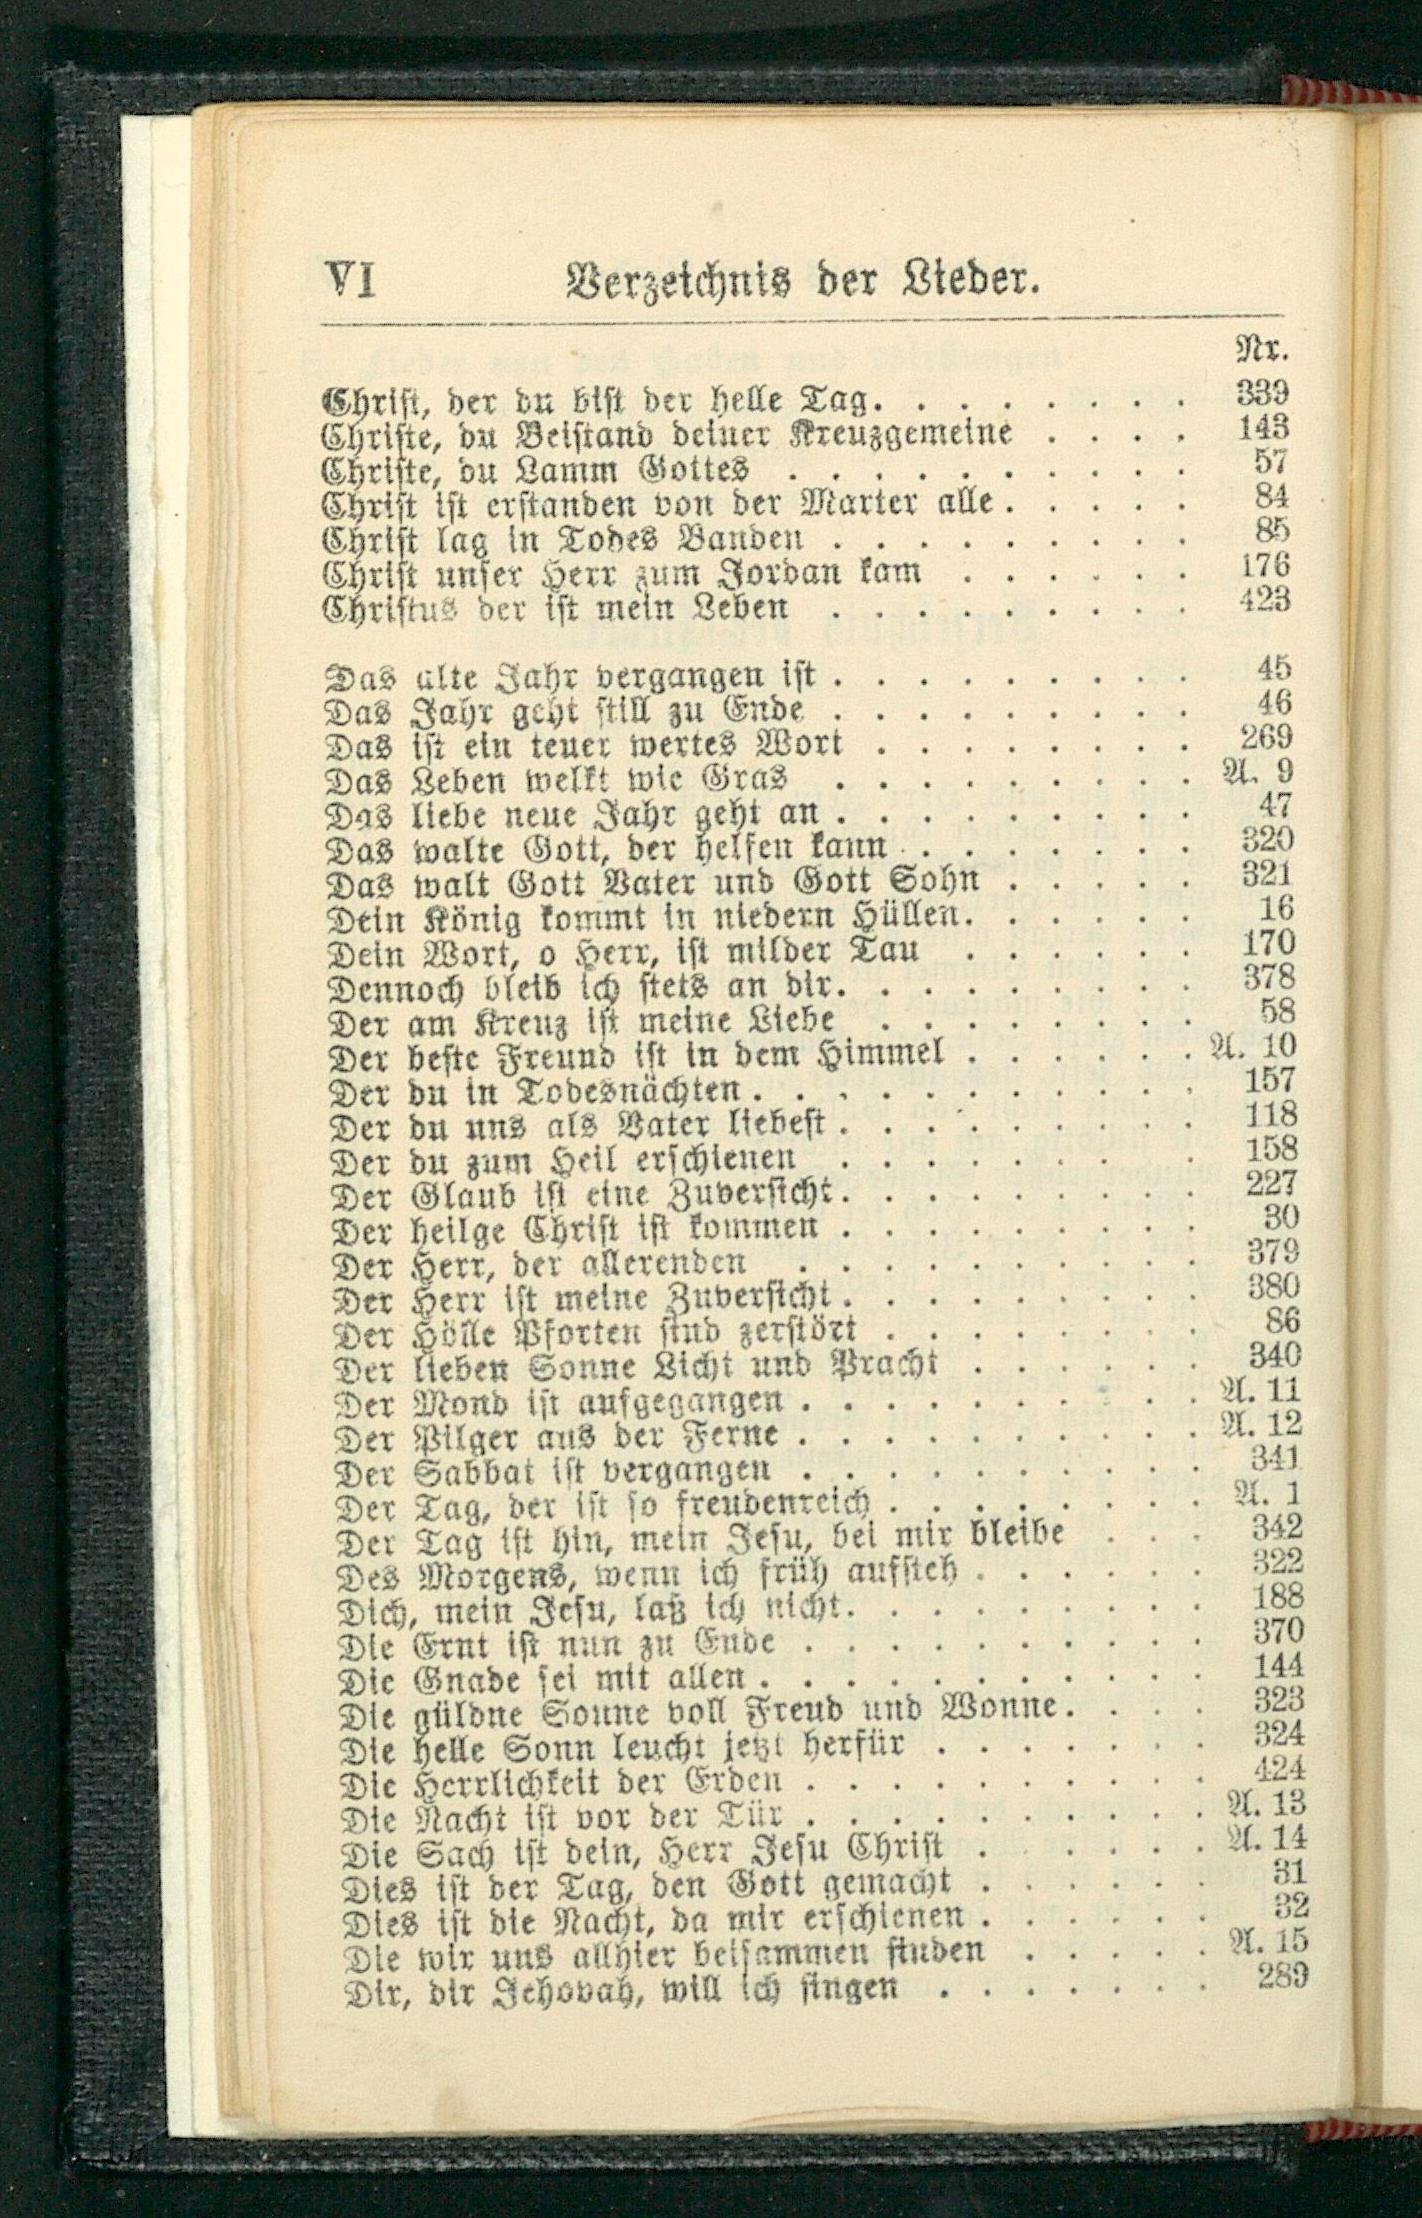 VI Verzeichnis der Lieder.
Nr.
Christ, der du bist der helle Tag. . . . . . . . . 339
Christe, du Beistand deiner Kreuzgemeine . . . . 143
Christe, du Lamm Gottes . . . . . . . . . . 57
Christ ist erstanden von der Marter alle . . . . . 84
Christ lag in Todes Banden . . . . . . . . . 85
Christ unser Herr zum Jordan kam . . . . . . 176
Christus der ist mein Leben . . . . . . . . . 423
Das alte Jahr vergangen ist . . . . . . . . . 45
Das Jahr geht still zu Ende . . . . . . . . . 46
Das ist ein teuer wertes Wort . . . . . . . . 269
Das Leben welkt wie Gras . . . . . . . . . A. 9
Das liebe neue Jahr geht an . . . . . . . . . 47
Das walte Gott, der helfen kann . . . . . . . . 320
Das walt Gott Vater und Gott Sohn . . . . . 321
Dein König kommt in niedern Hüllen. . . . . . 16
Dein Wort, o Herr, ist milder Tau . . . . . . 170
Dennoch bleib ich stets an dir. . . . . . . . . 378
Der am Kreuz ist meine Liebe . . . . . . . . 58
Der beste Freund ist in dem Himmel . . . . . . A. 10
Der du in Todesnächten . . . . . . . . . . . 157
Der du uns als Vater liebest . . . . . . . . . 118
Der du zum Heil erschienen . . . . . . . . 158
Der Glaub ist eine Zuversicht . . . . . . . . . 227
Der heilge Christ ist kommen . . . . . . . . . 30
Der Herr, der allerenden . . . . . . . . . . 379
Der Herr ist meine Zuversicht . . . . . . . . . 380
Der Hölle Pforten sind zerstört . . . . . . . . 86
Der lieben Sonne Licht und Pracht . . . . . . 340
Der Mond ist aufgegangen . . . . . . . . . . A. 11
Der Pilger aus der Ferne . . . . . . . . . . A. 12
Der Sabbat ist vergangen . . . . . . . . . . 341
Der Tag, der ist so freudenreich . . . . . . . . A. 1
Der Tag ist hin, mein Jesu, bei mir bleibe . . . 342
Des Morgens, wenn ich früh aufsteh . . . . . . 322
Dich, mein Jesu, laß ich nicht. . . . . . . . . 188
Die Ernt ist nun zu Ende . . . . . . . . . . 370
Die Gnade sei mit allen . . . . . . . . . . . 144
Die güldne Sonne voll Freud und Wonne. . . . 323
Die helle Sonn leucht jetzt herfür . . . . . . . 324
Die Herrlichkeit der Erden . . . . . . . . . . 424
Die Nacht ist vor der Tür . . . . . . . . . . A. 13
Die Sach ist dein, Herr Jesu Christ . . . . . . A. 14
Dies ist der Tag, den Gott gemacht . . . . . . 31
Dies ist die Nacht, da mir erschienen . . . . . . 32
Die wir uns allhier beisammen finden . . . . . A. 15
Dir, dir Jehovah, will ich singen . . . . . . . 289